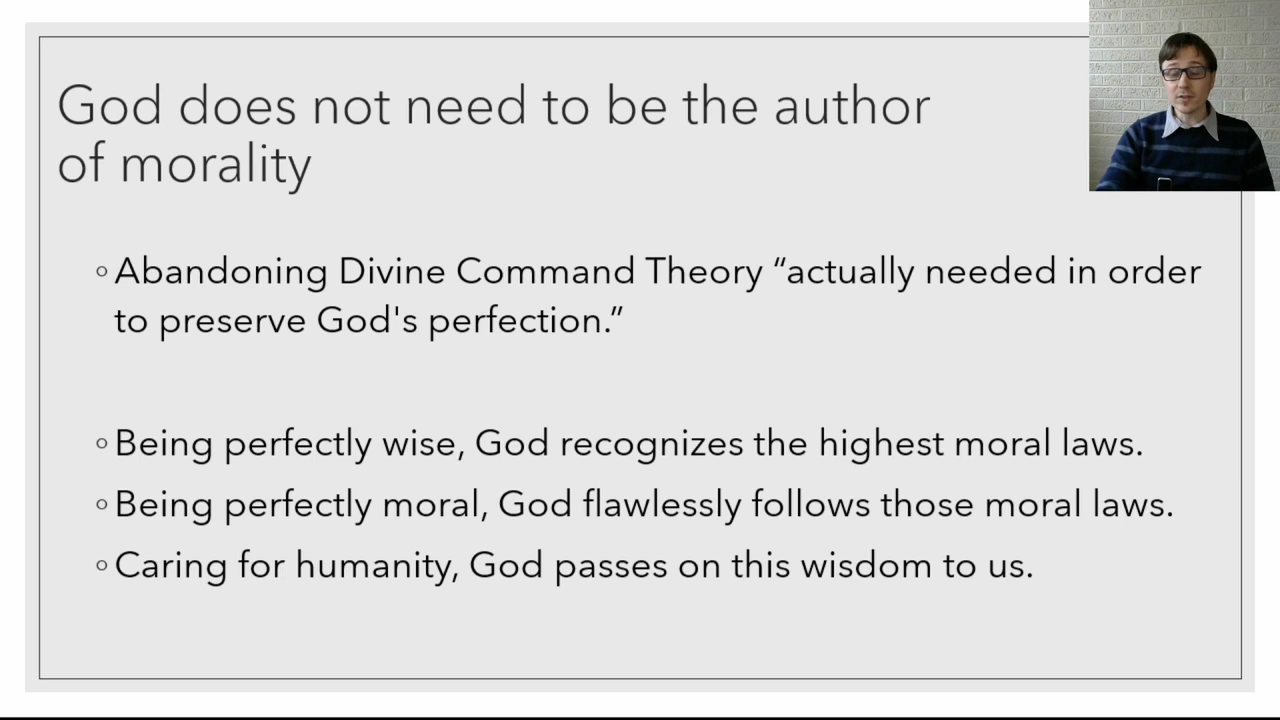 God does not need to be the author
of morality
◦ Abandoning Divine Command Theory “actually needed in order
to preserve God's perfection.”
◦ Being perfectly wise, God recognizes the highest moral laws.
◦ Being perfectly moral, God flawlessly follows those moral laws.
◦ Caring for humanity, God passes on this wisdom to us.